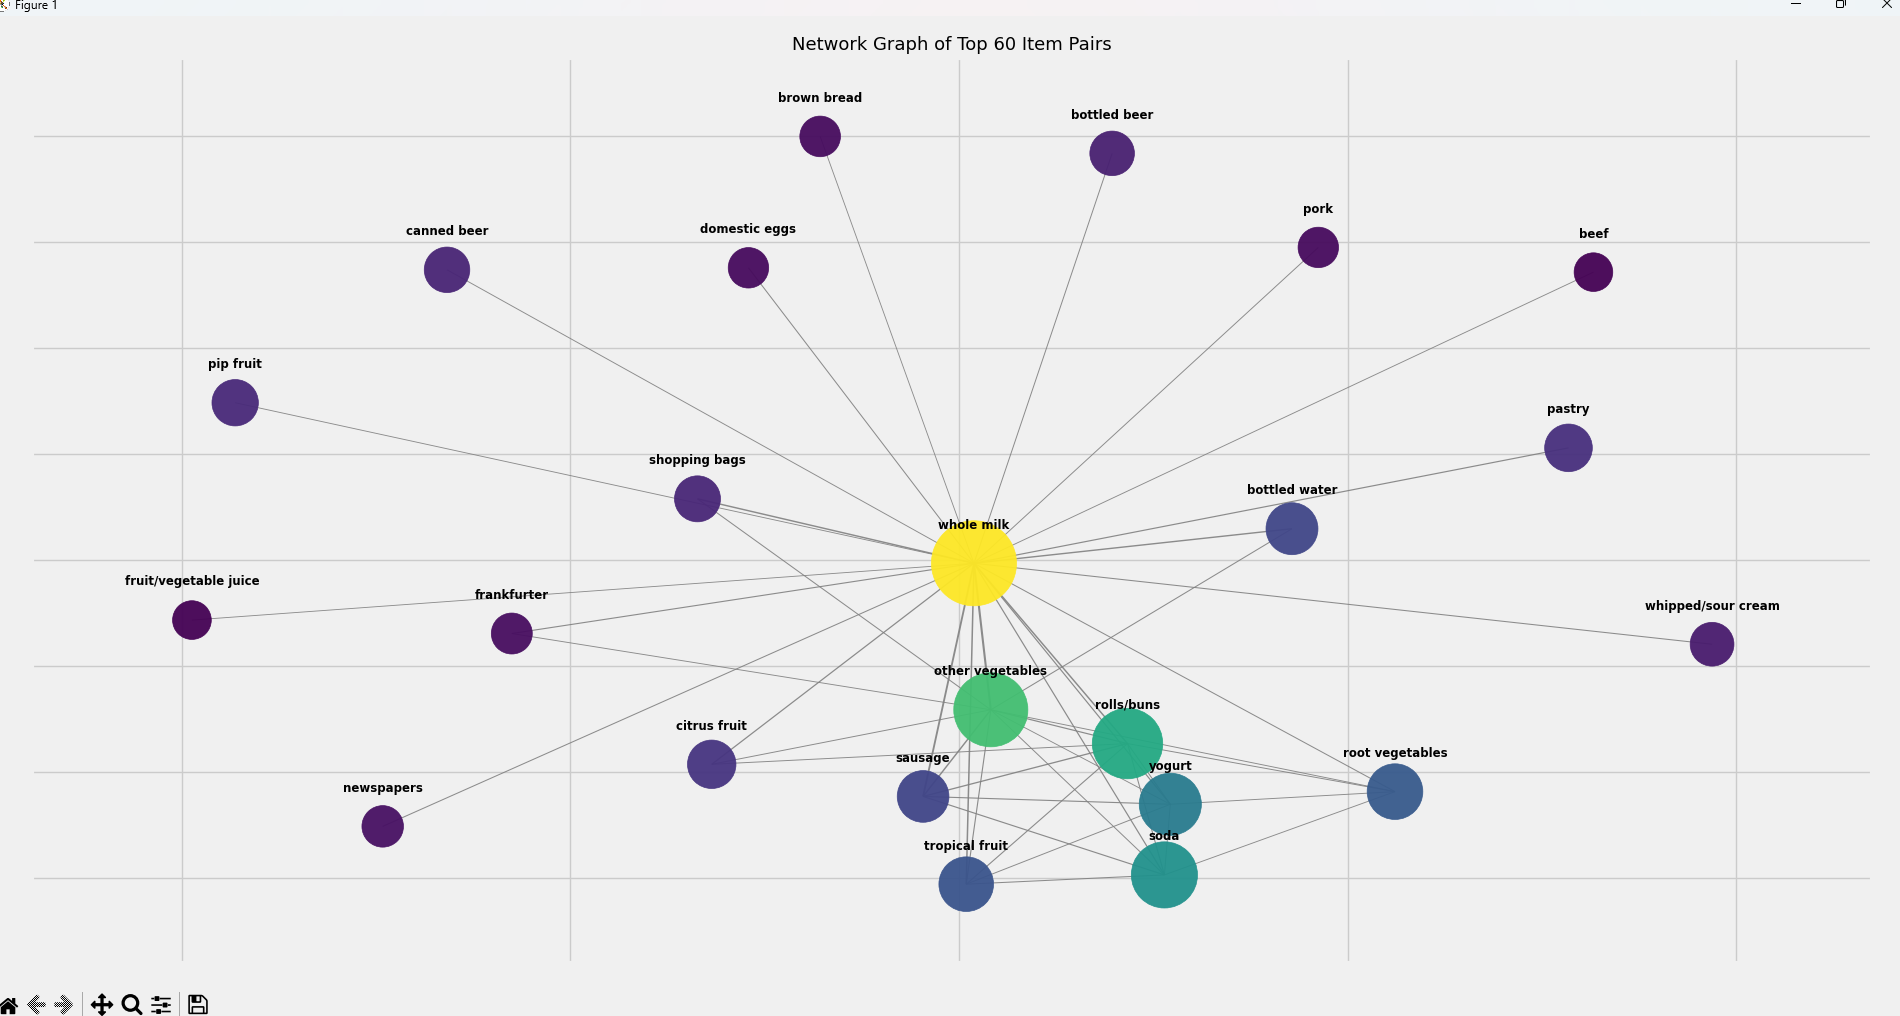 Figure 1
Network Graph of Top 60 Item Pairs
brown bread
bottled beer
pork
domestic eggs
canned beer
beef
pip fruit
pastry
shopping bags
bottled water
whole milk
fruit/vegetable juice
frankfurter
whipped/sour cream
other vegetables
rolls/buns
citrus fruit
root vegetables
sausage
yogurt
newspapers
soda
tropical fruit